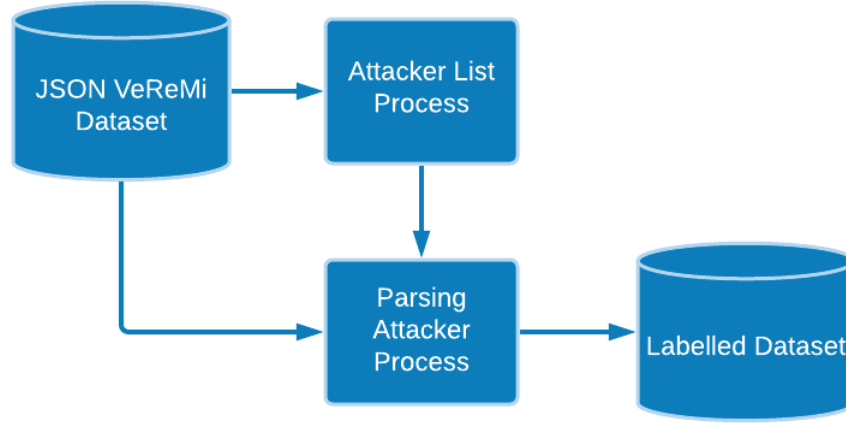 JSON VeReMi
Dataset
Attacker List
Process
Parsing
Attacker
Process
Labelled Dataset